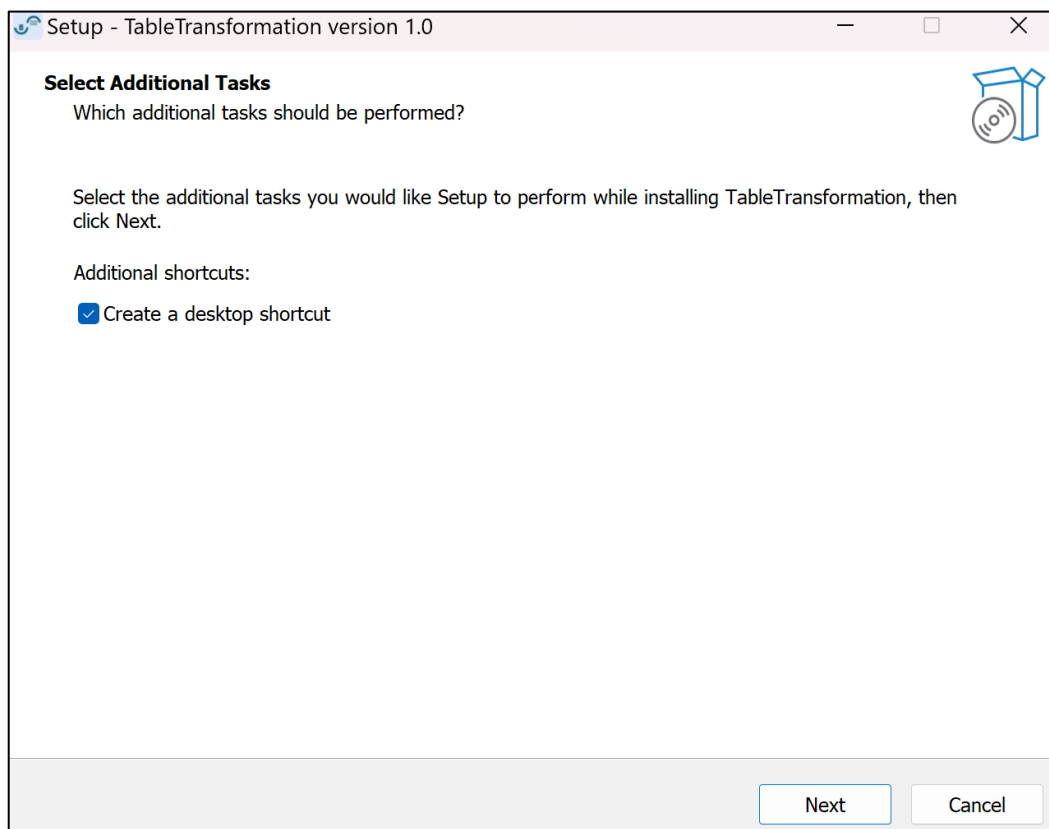 Setup - TableTransformation version 1.0
Select Additional Tasks
Which additional tasks should be performed?
Select the additional tasks you would like Setup to perform while installing TableTransformation, then
click Next.
Additional shortcuts:
Create a desktop shortcut
Next
Cancel